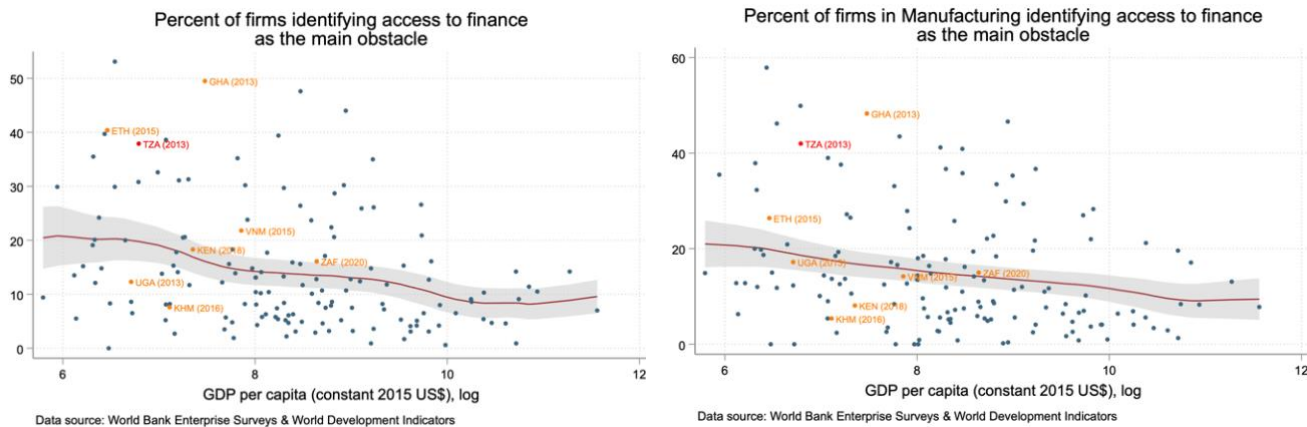 Percent of firms identifying access to finance
as the main obstacle
50
40
30
20
10
0
GHA (2013)
ETH (2015)
TZA (2013)
VNM (2015)
KEN (2018)
ZAF (2020)
UGA (2013)
KHM (2016)
6
8
10
12
GDP per capita (constant 2015 US$), log
Data source: World Bank Enterprise Surveys & World Development Indicators
Percent of firms in Manufacturing identifying access to finance
as the main obstacle
60
40
20
0
GHA (2013)
TZA (2013)
ETH (2015)
UGA (2015)
VNM (2015)
ZAF (2020)
KEN (2018)
KHM (2016)
6
8
10
12
GDP per capita (constant 2015 US$), log
Data source: World Bank Enterprise Surveys & World Development Indicators